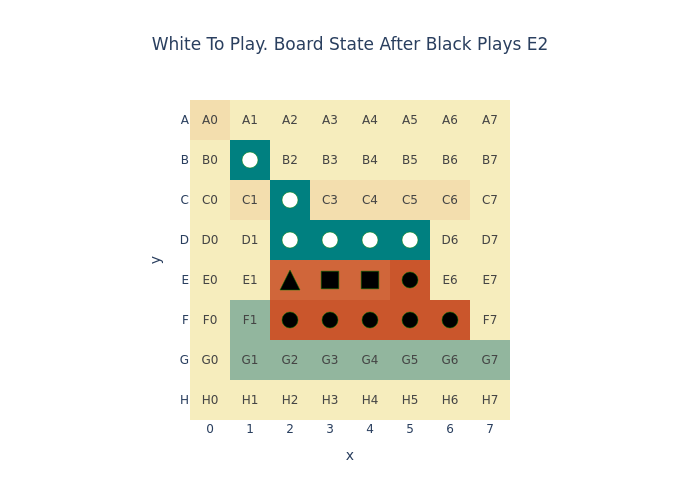 White To Play. Board State After Black Plays E2
A A0 A1 A2 A3 A4 A5 A6 A7
B B0 B2 B3 B4 B5 B6 B7
C C0 C1 C3 C4 C5 C6 C7
D D0 D1 D6 D7
E E0 E1 E6 E7
F F0 F1 F7
G G0 G1 G2 G3 G4 G5 G6 G7
H H0 H1 H2 H3 H4 H5 H6 H7
0 1 2 3 4 5 6 7
x
y